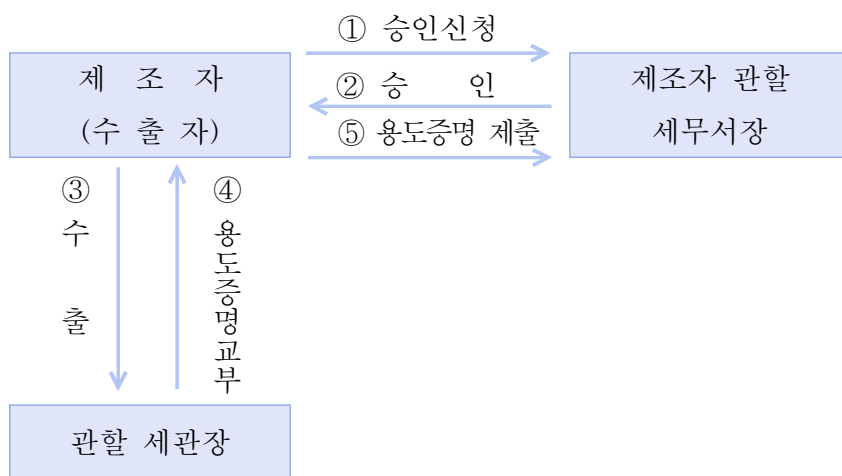 ① 승인신청
제 조 자
(수 출 자)
② 승 인
⑤ 용도증명 제출
제조자 관할
세무서장
③
수
출
④
용
도
증
명
교
부
관할 세관장